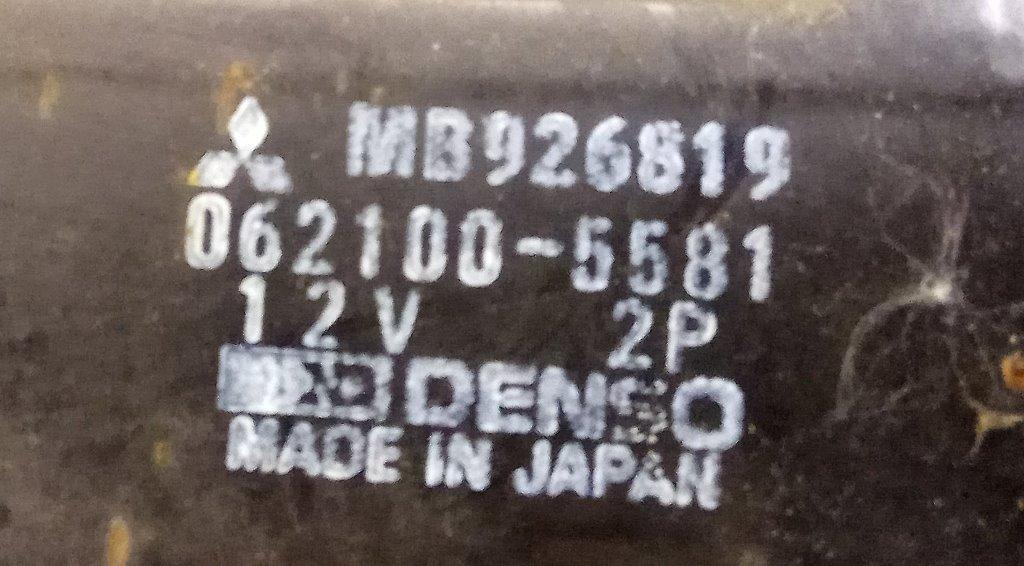 MB926819
062100-5581
12V 2P
DENSO
MADE IN JAPAN